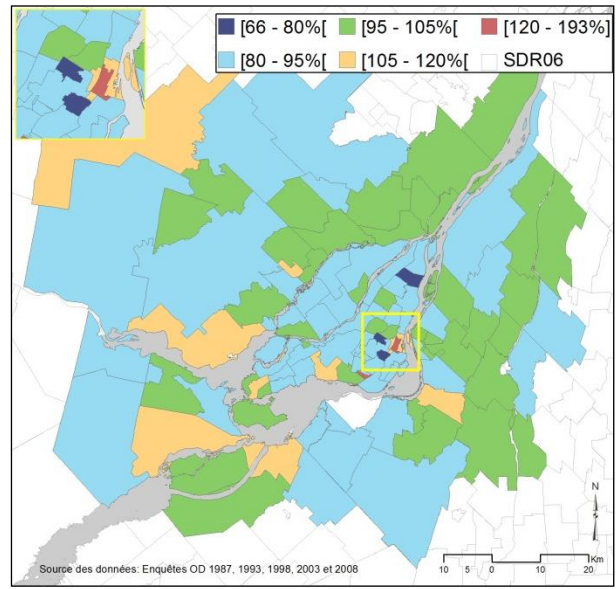 [66 - 80%[ [95 - 105%[ [120 - 193%[
[80 - 95%[ [105 - 120%[ SDR06
N
10 5 0 10 20
Km
Source des données: Enquêtes OD 1987, 1993, 1998, 2003 et 2008